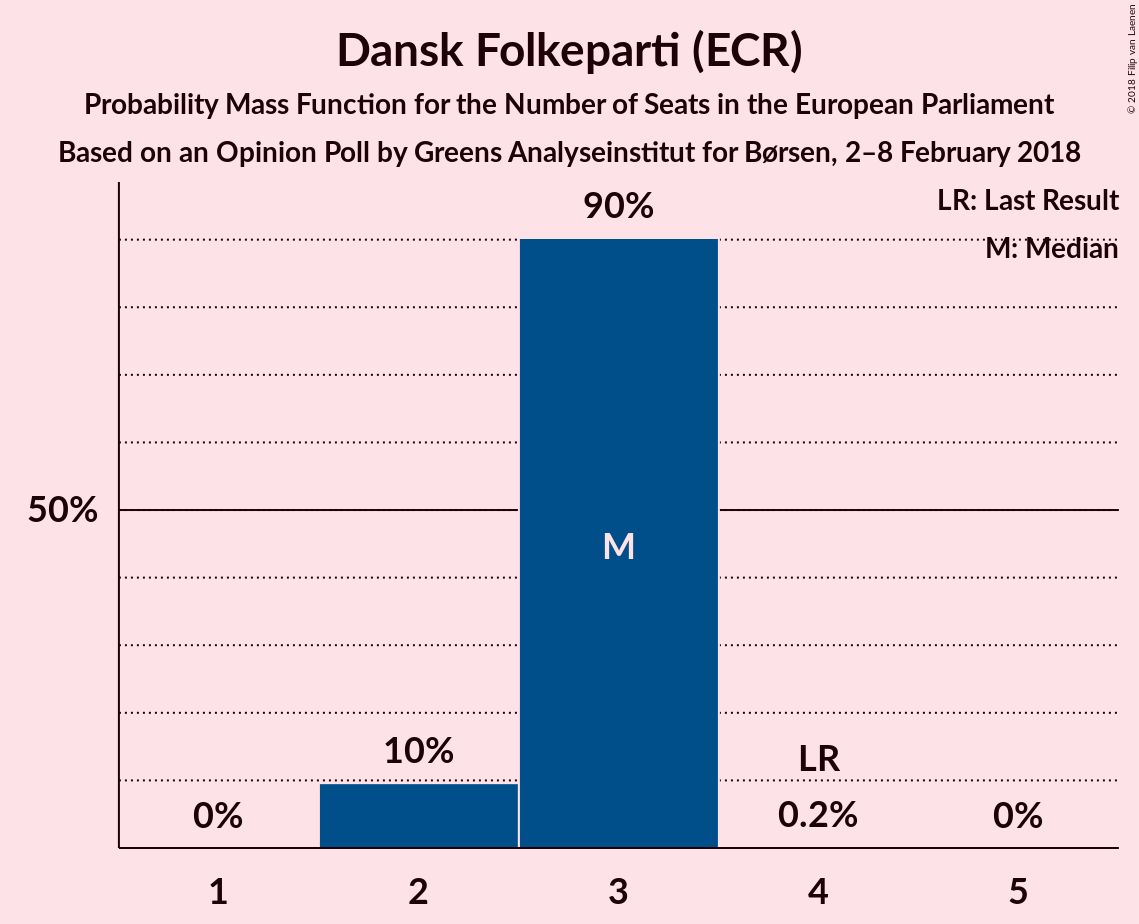 Dansk Folkeparti (ECR)
Probability Mass Function for the Number of Seats in the European Parliament
Based on an Opinion Poll by Greens Analyseinstitut for Børsen, 2–8 February 2018
© 2018 Filip van Laenen
LR: Last Result
M: Median
90%
50%
M
10%
LR
0%
0.2%
0%
1
2
3
4
5